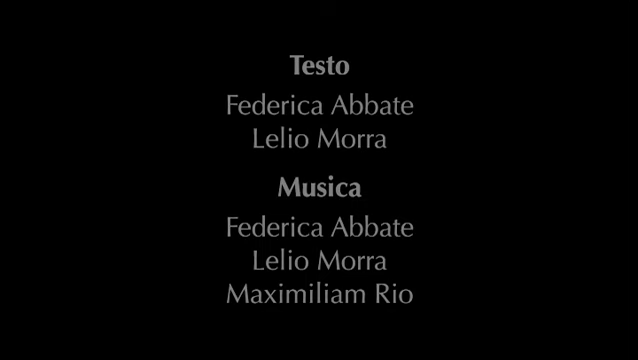 Testo
Federica Abbate
Lelio Morra
Musica
Federica Abbate
Lelio Morra
Maximiliam Rio